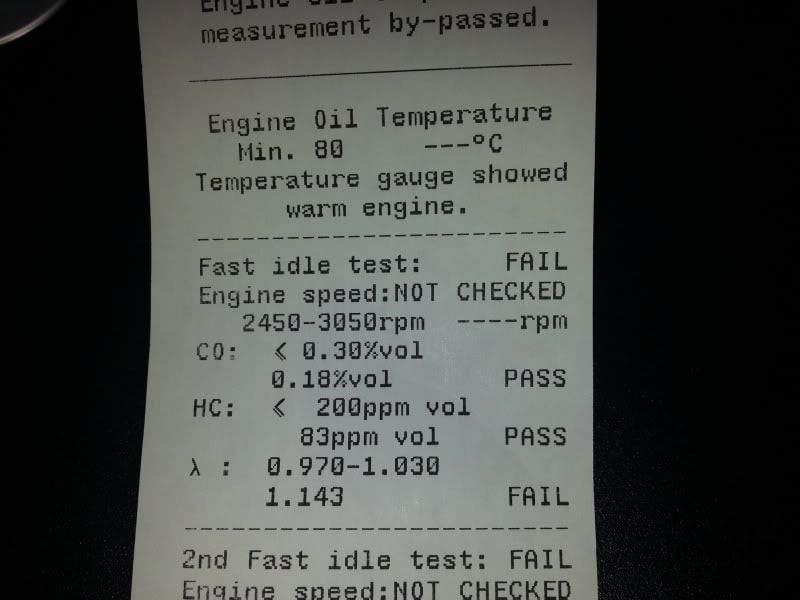 Engine Oil
measurement by-passed.
Engine Oil Temperature
Min. 80 ---°C
Temperature gauge showed
warm engine.
Fast idle test: FAIL
Engine speed:NOT CHECKED
2450-3050rpm ----rpm
CO: ≤ 0.30%vol
0.18%vol PASS
HC: ≤ 200ppm vol
83ppm vol PASS
λ : 0.970-1.030
1.143 FAIL
2nd Fast idle test: FAIL
Engine speed:NOT CHECKED